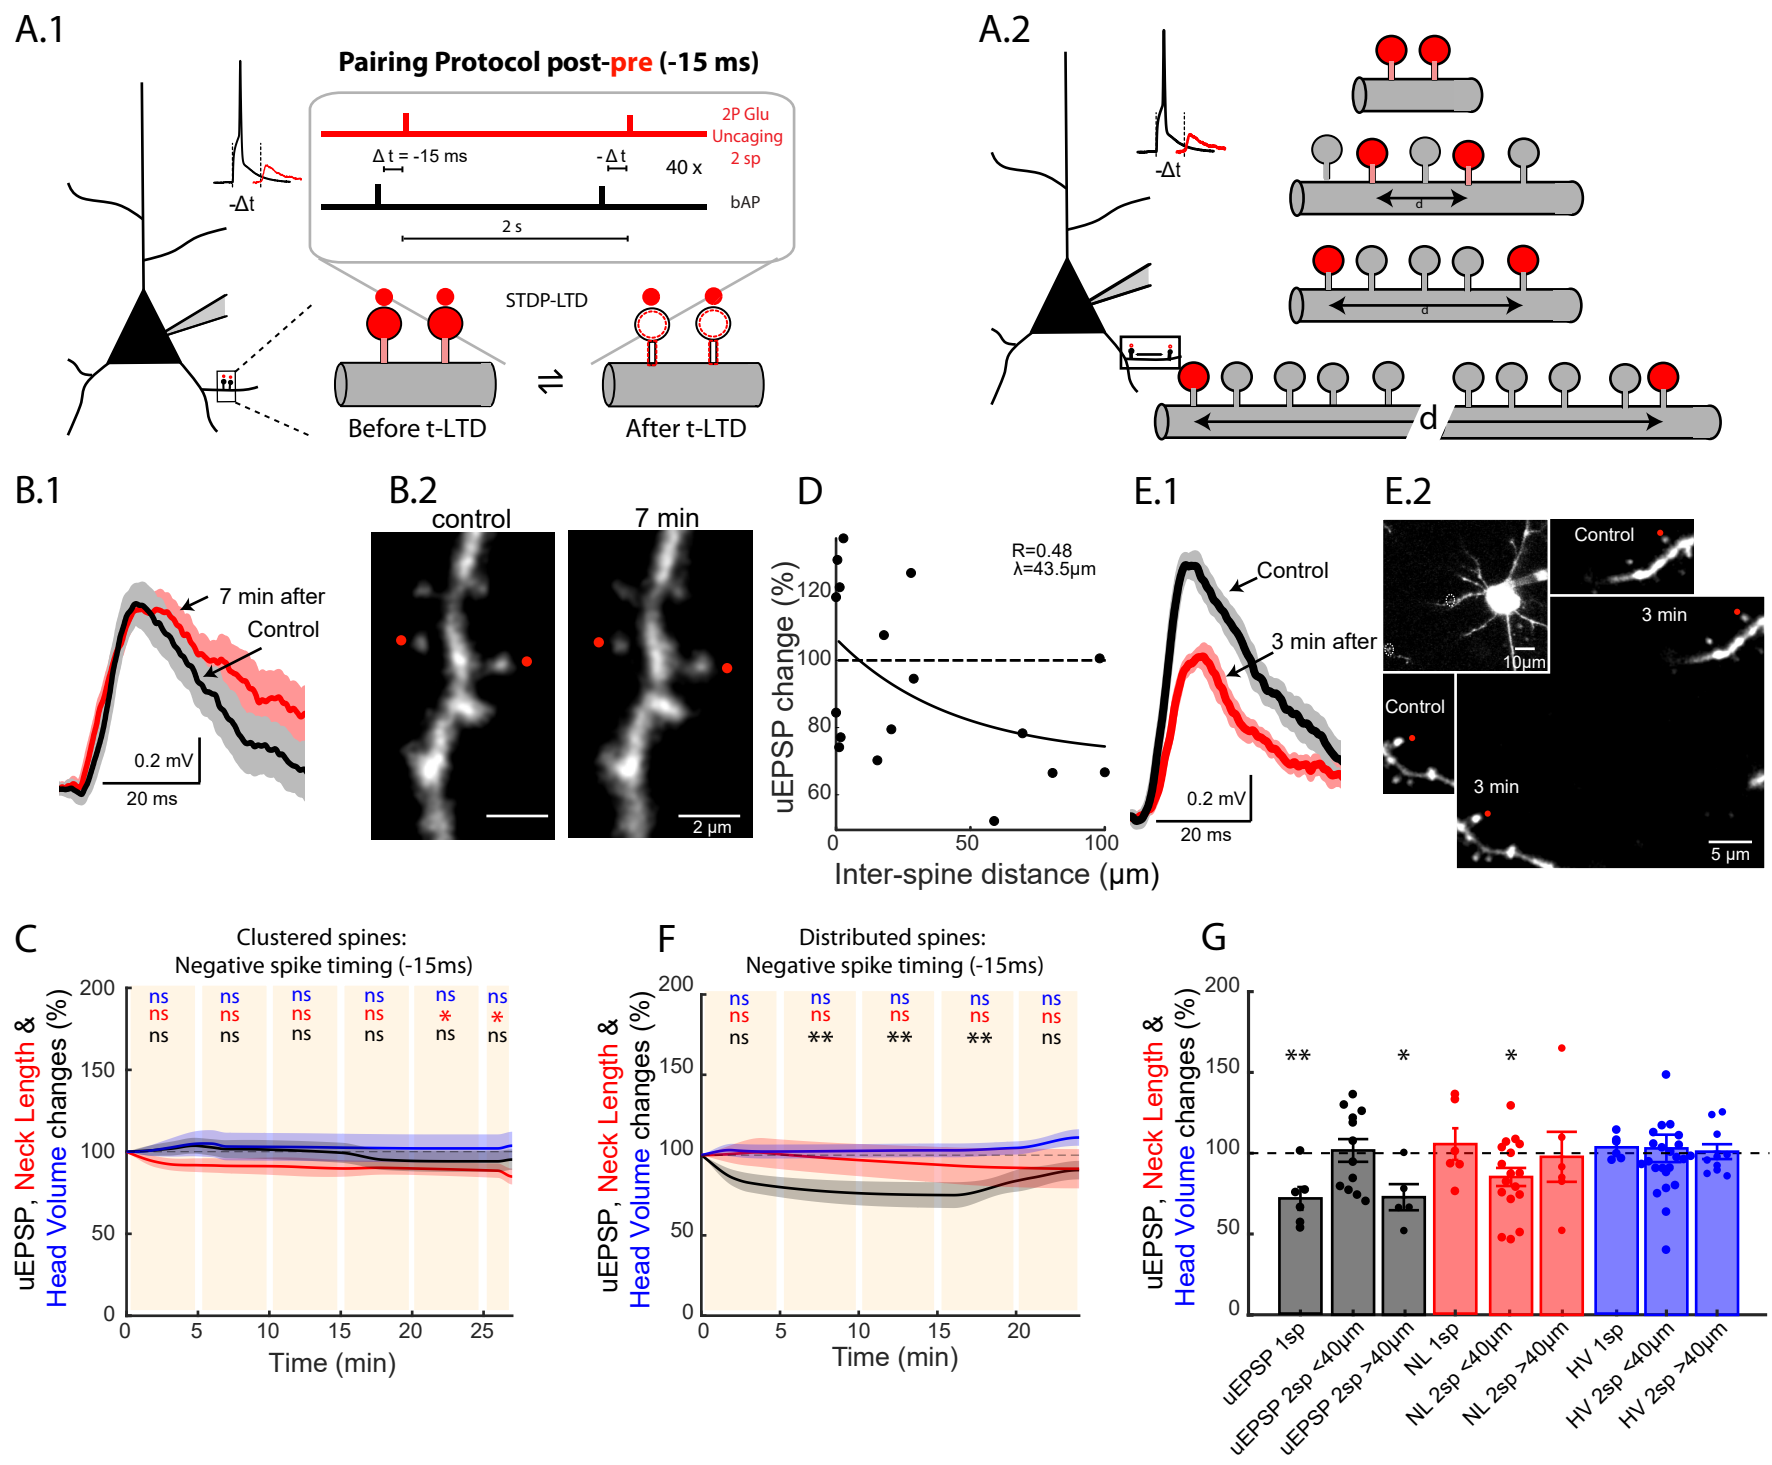 A.1
Pairing Protocol post-pre (-15 ms)
2P Glu
Uncaging
2 sp
Δ t = -15 ms
-Δ t
40 x
bAP
2 s
-Δt
STDP-LTD
Before t-LTD
After t-LTD
A.2
-Δt
d
d
d
B.1
7 min after
Control
0.2 mV
20 ms
B.2
control
7 min
2 µm
D
uEPSP change (%)
120
100
80
60
R=0.48
λ=43.5µm
0
50
100
Inter-spine distance (µm)
E.1
Control
3 min after
0.2 mV
20 ms
E.2
Control
10µm
3 min
Control
3 min
5 µm
C
Clustered spines:
Negative spike timing (-15ms)
uEPSP, Neck Length &
Head Volume changes (%)
200
150
100
50
0
ns ns ns ns ns ns
ns ns ns ns * *
ns ns ns ns ns ns
0 5 10 15 20 25
Time (min)
F
Distributed spines:
Negative spike timing (-15ms)
uEPSP, Neck Length &
Head Volume changes (%)
200
150
100
50
0
ns ns ns ns ns
ns ns ns ns ns
ns ** ** ** ns
0 5 10 15 20
Time (min)
G
uEPSP, Neck Length &
Head Volume changes (%)
200
150
100
50
0
** * *
uEPSP 1sp
uEPSP 2sp <40µm
uEPSP 2sp >40µm
NL 1sp
NL 2sp <40µm
NL 2sp >40µm
HV 1sp
HV 2sp <40µm
HV 2sp >40µm